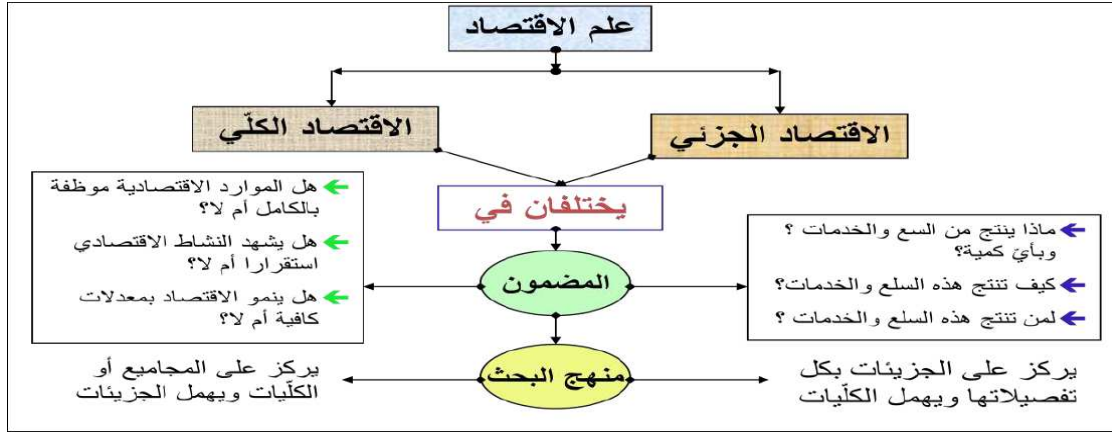 علم الاقتصاد
الاقتصاد الجزئي
الاقتصاد الكلّي
يختلفان في
المضمون
ماذا ينتج من السع والخدمات ؟
وبأيّ كمية؟
كيف تنتج هذه السلع والخدمات؟
لمن تنتج هذه السلع والخدمات ؟
هل الموارد الاقتصادية موظفة
بالكامل أم لا؟
هل يشهد النشاط الاقتصادي
استقرارا أم لا؟
هل ينمو الاقتصاد بمعدلات
كافية أم لا؟
منهج البحث
يركز على الجزيئات بكل
تفصيلاتها ويهمل الكلّيات
يركز على المجاميع أو
الكلّيات ويهمل الجزيئات